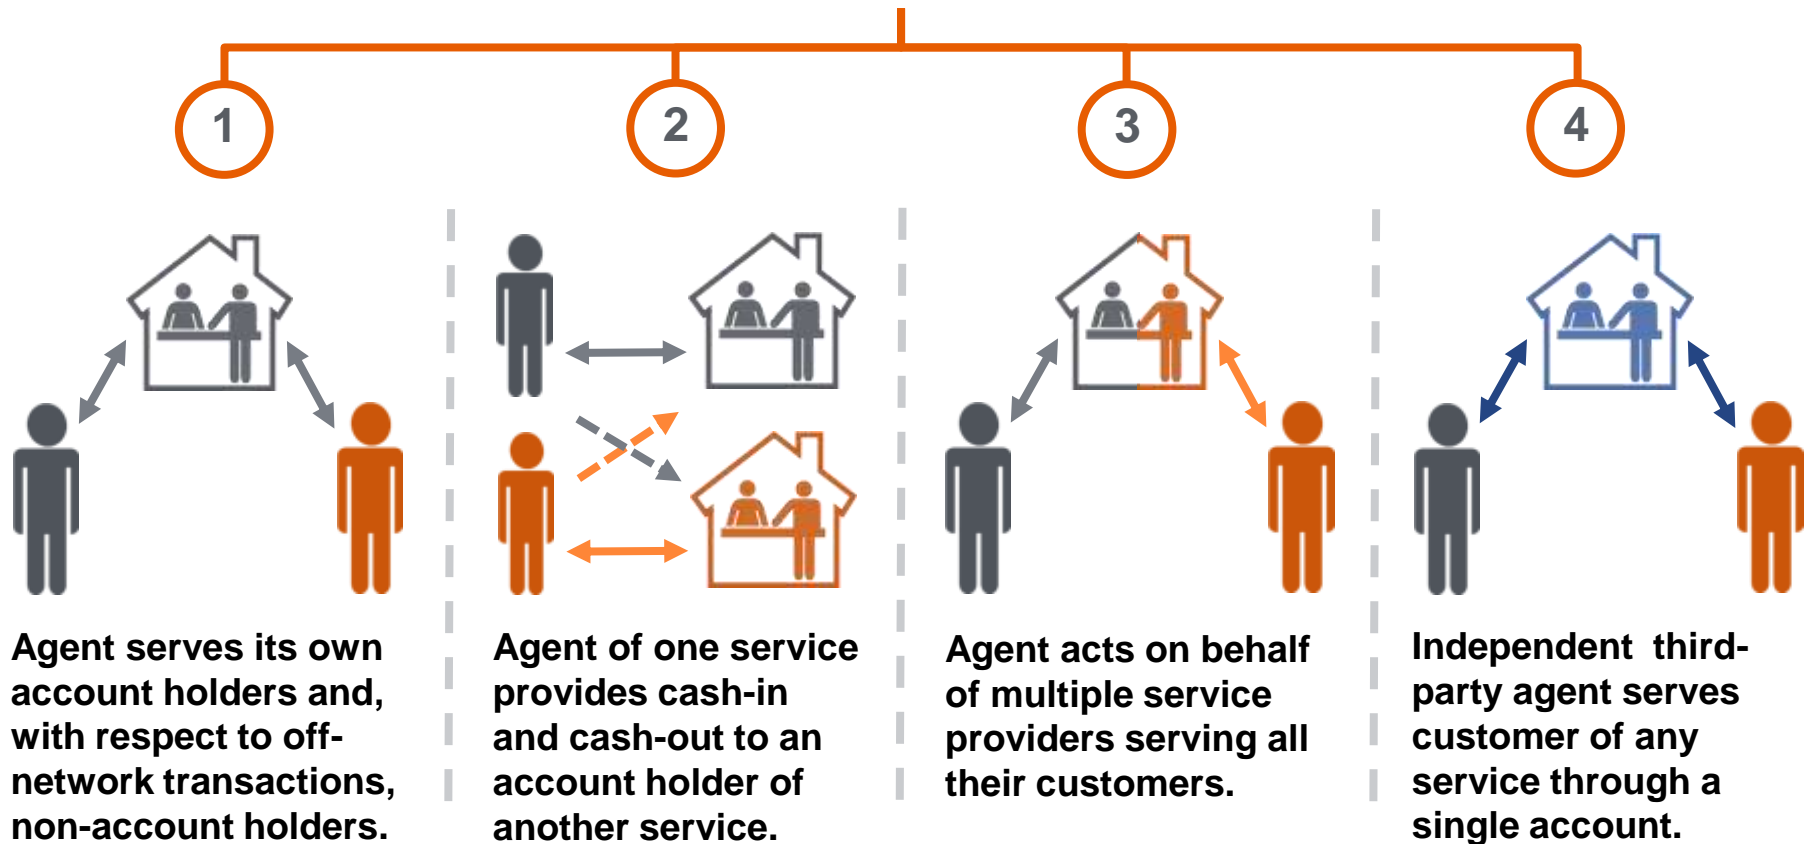 1
2
3
4
Agent serves its own
account holders and,
with respect to off-
network transactions,
non-account holders.
Agent of one service
provides cash-in
and cash-out to an
account holder of
another service.
Agent acts on behalf
of multiple service
providers serving all
their customers.
Independent  third-
party agent serves
customer of any
service through a
single account.